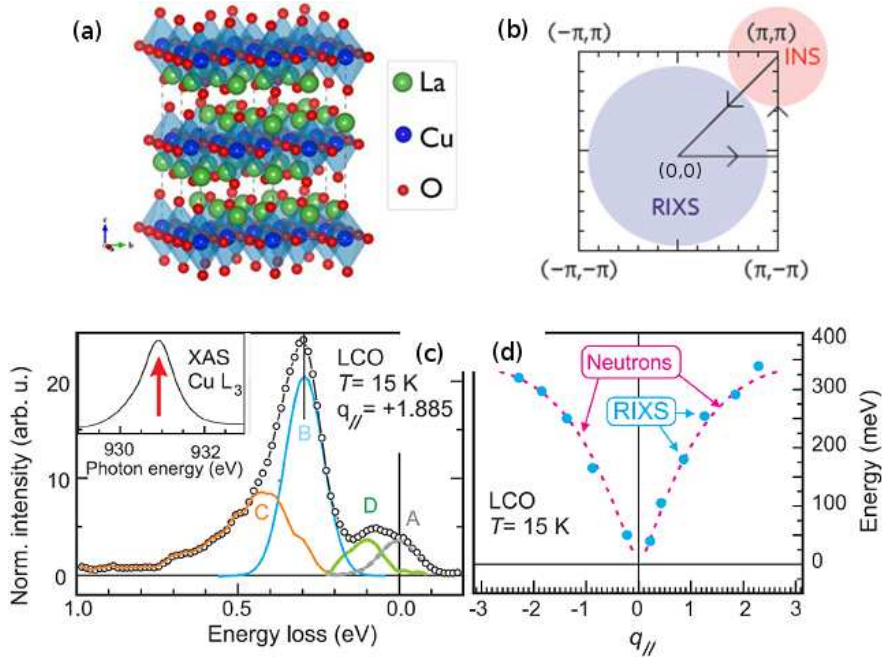 (a)
La
Cu
O
c
b
(b)
(-π,π)
(π,π)
INS
(0,0)
RIXS
(-π,-π)
(π,-π)
(c)
XAS
Cu L3
930
932
Photon energy (eV)
LCO
T= 15 K
q// = +1.885
B
C
D
A
20
10
0
Norm. intensity (arb. u.)
1.0
0.5
0.0
Energy loss (eV)
(d)
Neutrons
RIXS
LCO
T= 15 K
400
300
200
100
0
Energy (meV)
-3
-2
-1
0
1
2
3
q//